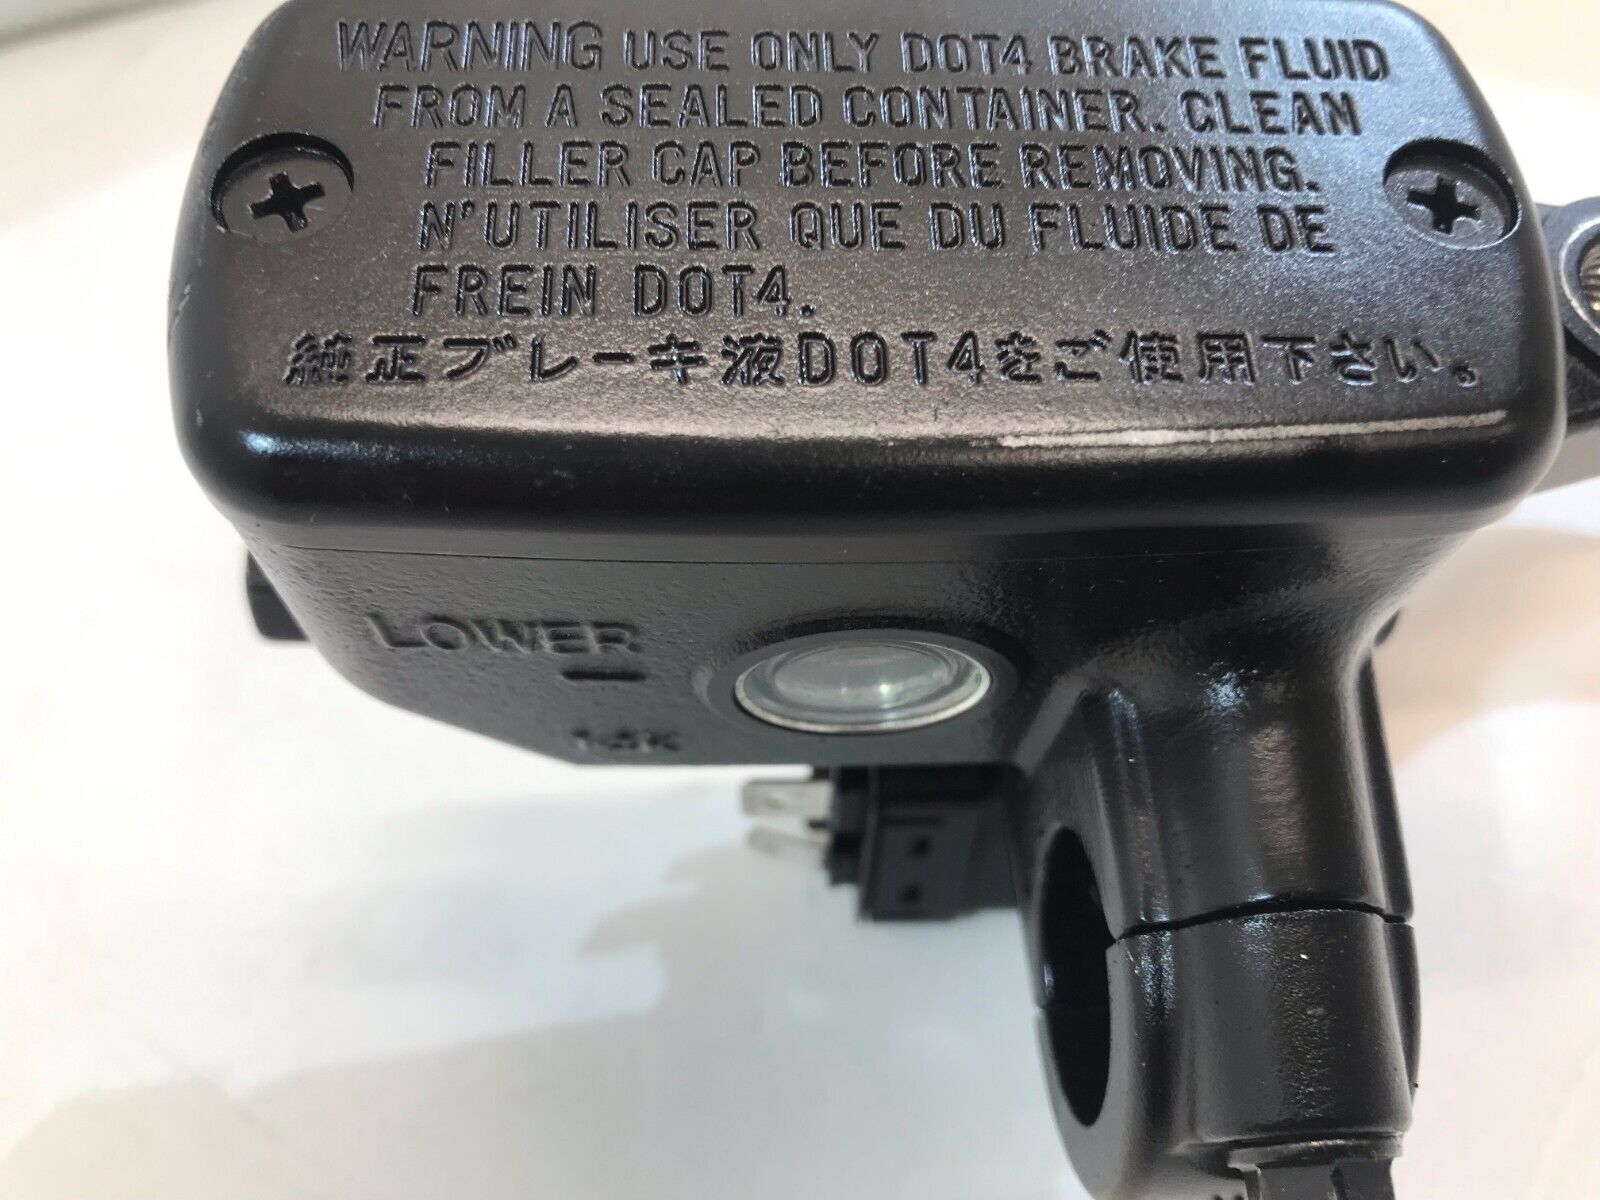 WARNING USE ONLY DOT4 BRAKE FLUID
FROM A SEALED CONTAINER. CLEAN
FILLER CAP BEFORE REMOVING.
N'UTILISER QUE DU FLUIDE DE
FREIN DOT4.
純正ブレーキ液DOT4をご使用下さい。
LOWER